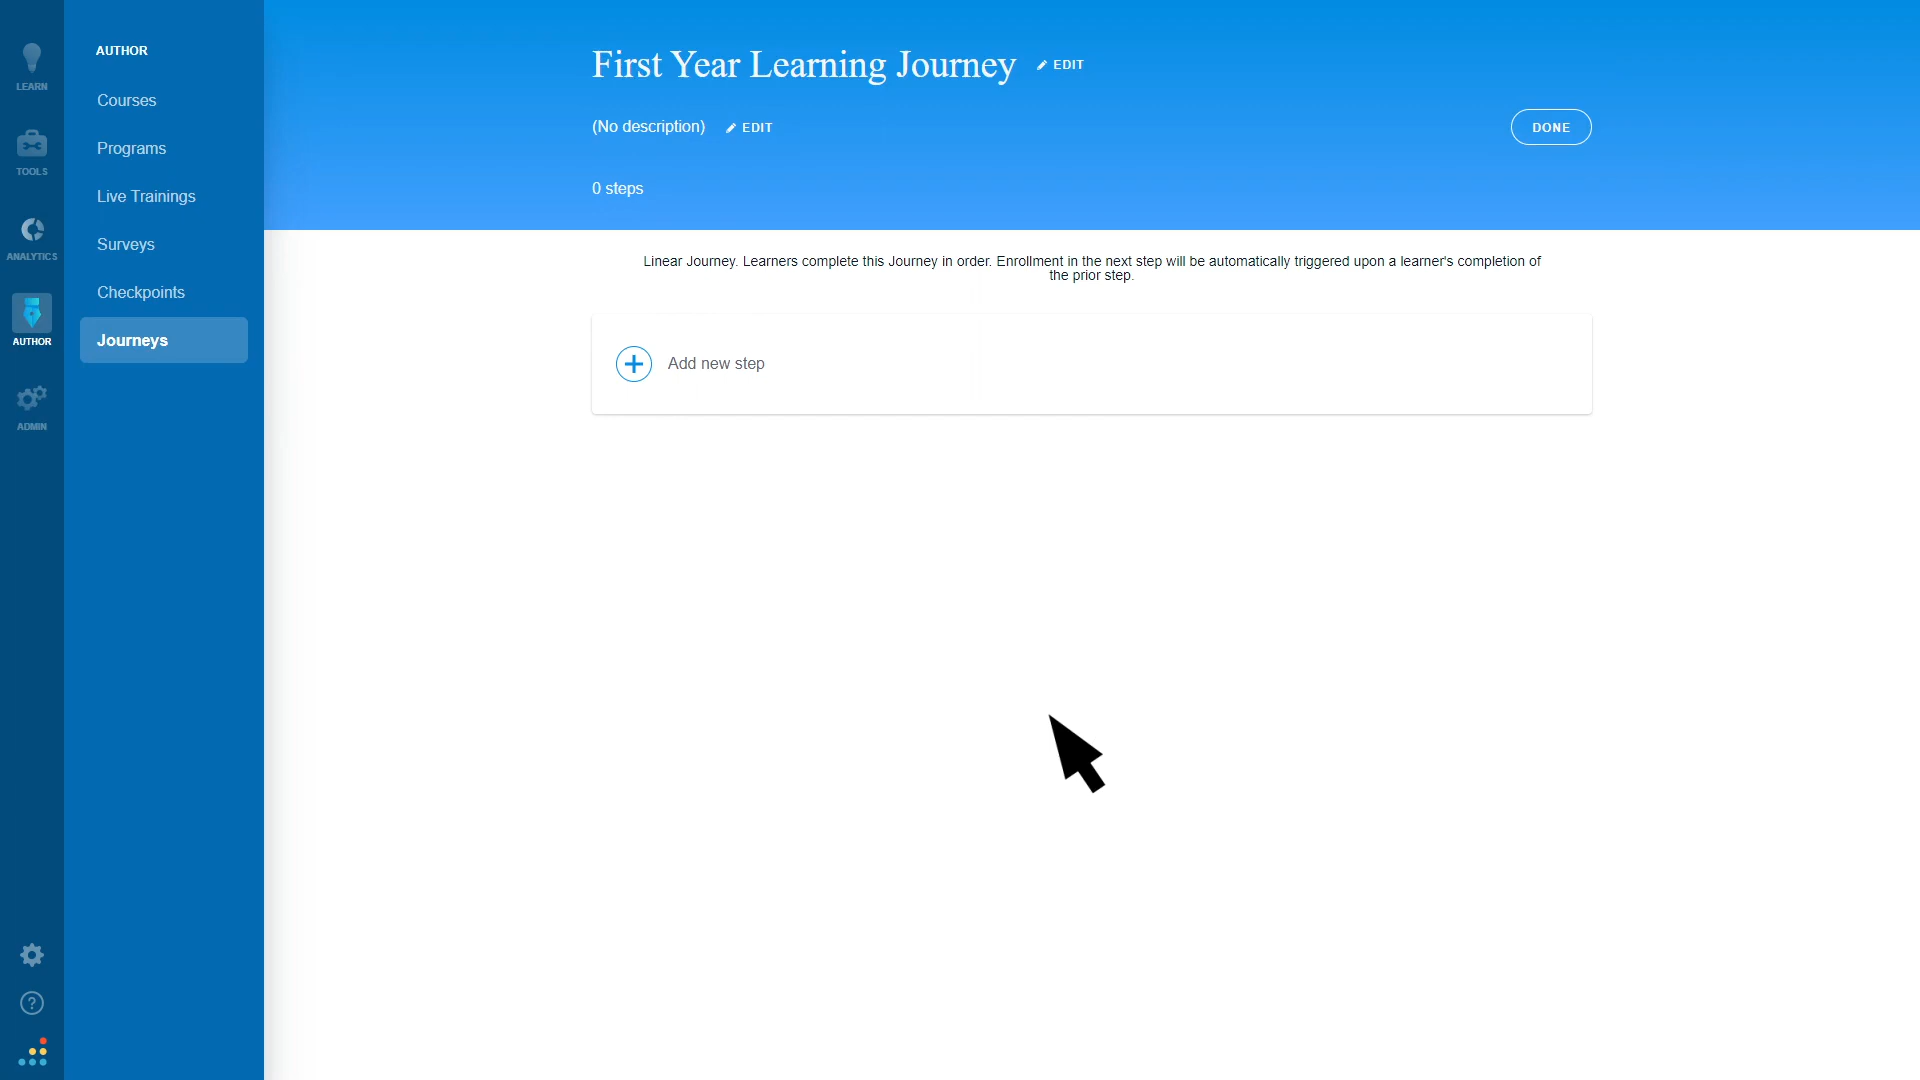 LEARN
TOOLS
ANALYTICS
AUTHOR
ADMIN
?
AUTHOR
Courses
Programs
Live Trainings
Surveys
Checkpoints
Journeys
First Year Learning Journey EDIT
(No description) EDIT
DONE
0 steps
Linear Journey. Learners complete this Journey in order. Enrollment in the next step will be automatically triggered upon a learner's completion of
the prior step.
Add new step